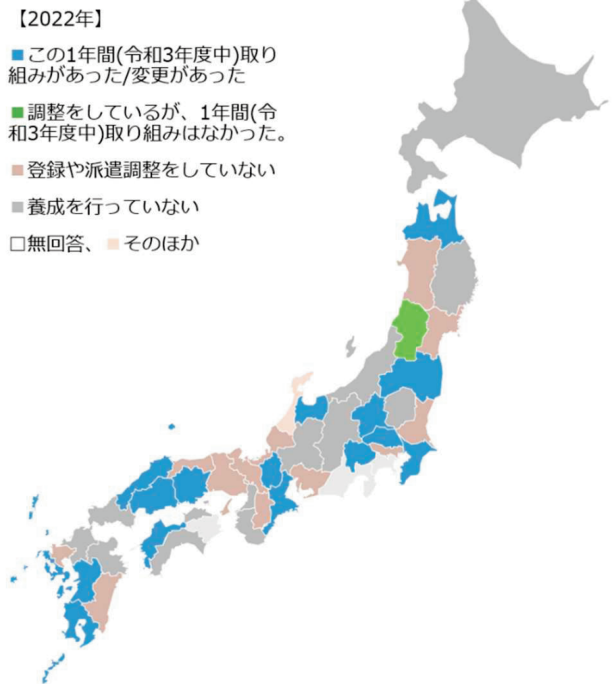 【2022年】
■この1年間(令和3年度中)取り
組みがあった/変更があった
■調整をしているが、1年間(令
和3年度中)取り組みはなかった。
■登録や派遣調整をしていない
■養成を行っていない
□無回答、■そのほか